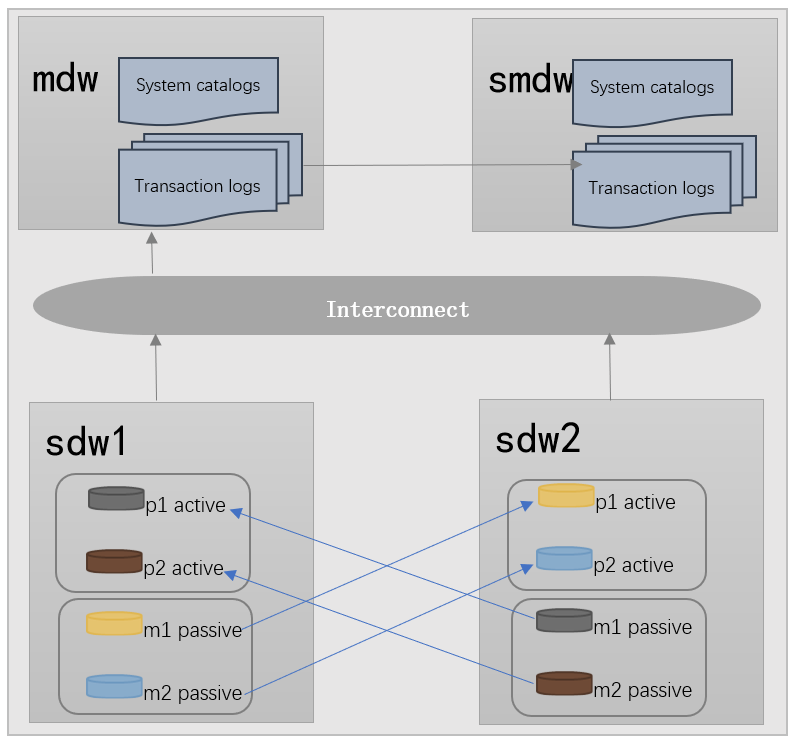 mdw
System catalogs
Transaction logs
smdw
System catalogs
Transaction logs
Interconnect
sdw1
p1 active
p2 active
m1 passive
m2 passive
sdw2
p1 active
p2 active
m1 passive
m2 passive